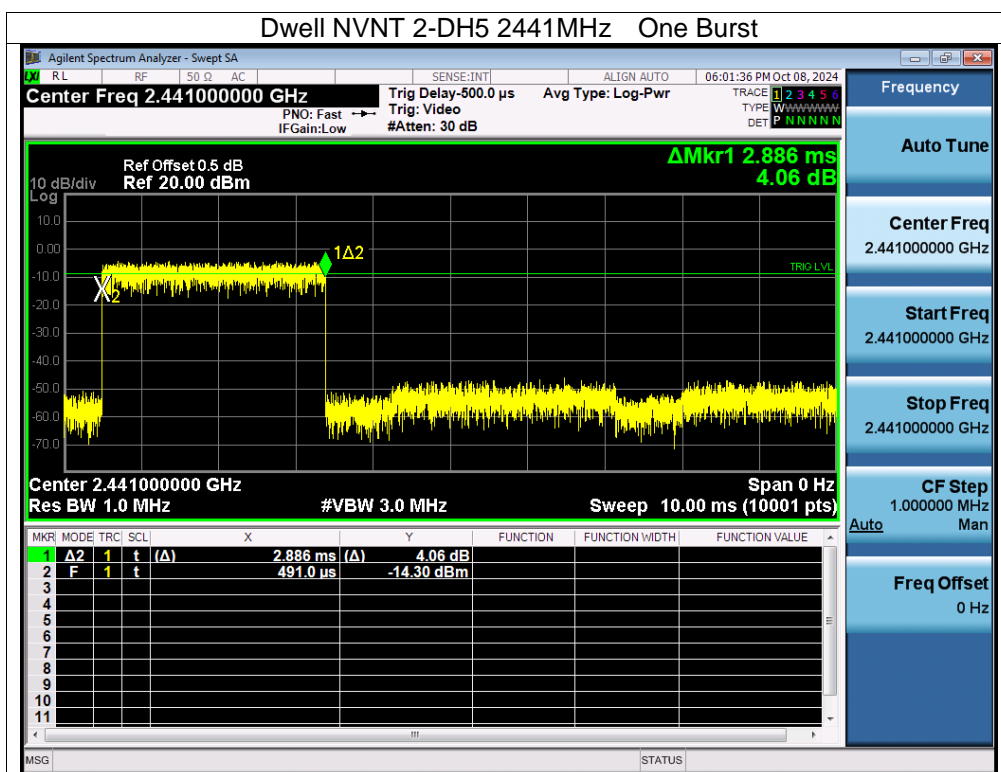 Dwell NVNT 2-DH5 2441MHz One Burst
Agilent Spectrum Analyzer - Swept SA
LXI RL RF 50 Ω AC SENSE:INT ALIGN AUTO 06:01:36 PM Oct 08, 2024
Center Freq 2.441000000 GHz Trig Delay-500.0 µs Avg Type: Log-Pwr TRACE 1 2 3 4 5 6
PNO: Fast Trig: Video TYPE WWWWWW
IFGain:Low #Atten: 30 dB DET P N N N N N
Frequency
Auto Tune
Center Freq
2.441000000 GHz
Start Freq
2.441000000 GHz
Stop Freq
2.441000000 GHz
CF Step
1.000000 MHz
Auto Man
Freq Offset
0 Hz
ΔMkr1 2.886 ms
4.06 dB
Ref Offset 0.5 dB
10 dB/div Ref 20.00 dBm
Log
10.0
0.00
-10.0
-20.0
-30.0
-40.0
-50.0
-60.0
-70.0
1Δ2
TRIG LVL
2
Center 2.441000000 GHz Span 0 Hz
Res BW 1.0 MHz #VBW 3.0 MHz Sweep 10.00 ms (10001 pts)
MKR MODE TRC SCL X Y FUNCTION FUNCTION WIDTH FUNCTION VALUE
1 Δ2 1 t (Δ) 2.886 ms (Δ) 4.06 dB
2 F 1 t 491.0 µs -14.30 dBm
3
4
5
6
7
8
9
10
11
MSG STATUS